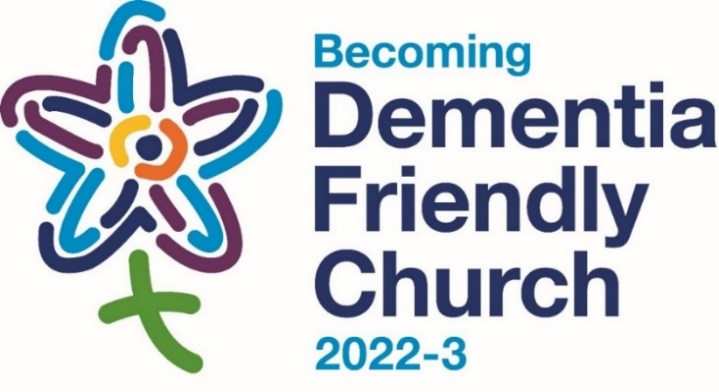 Becoming
Dementia
Friendly
Church
2022-3